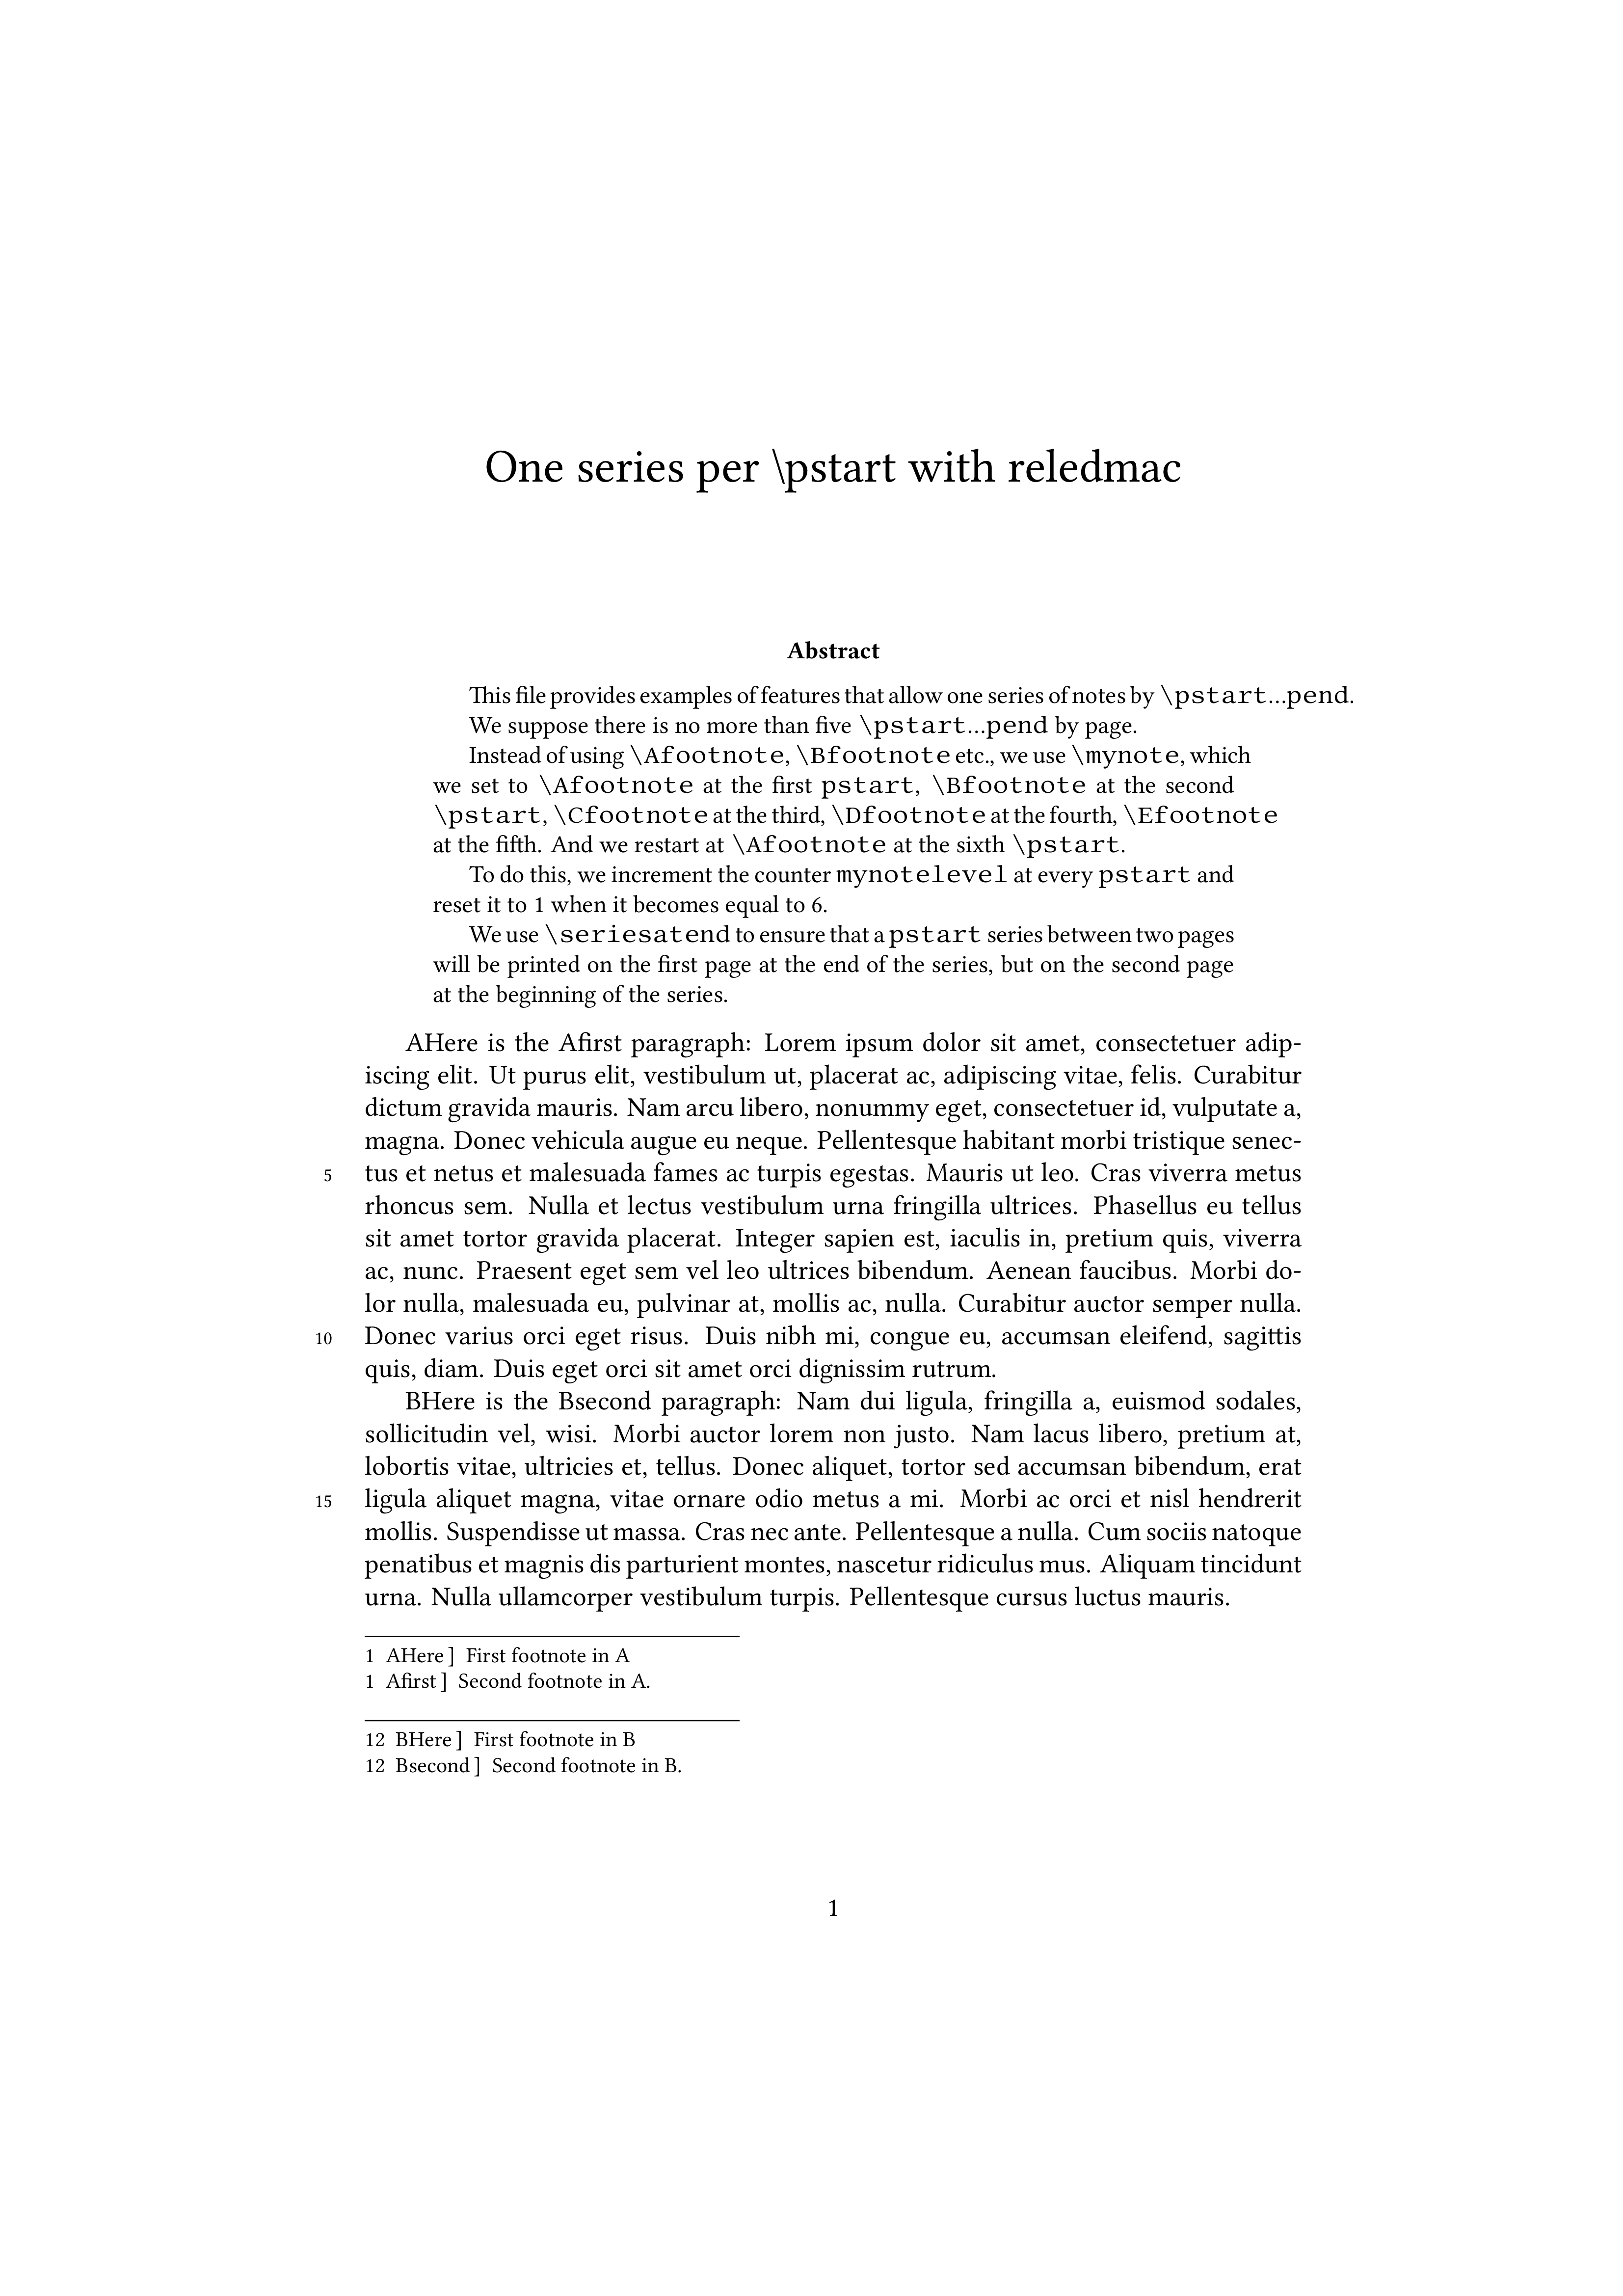 One series per \pstart with reledmac
Abstract
This file provides examples of features that allow one series of notes by \pstart…pend.
We suppose there is no more than five \pstart…pend by page.
Instead of using \Afootnote, \Bfootnote etc., we use \mynote, which
we set to \Afootnote at the first pstart, \Bfootnote at the second
\pstart, \Cfootnote at the third, \Dfootnote at the fourth, \Efootnote
at the fifth. And we restart at \Afootnote at the sixth \pstart.
To do this, we increment the counter mynotelevel at every pstart and
reset it to 1 when it becomes equal to 6.
We use \seriesatend to ensure that a pstart series between two pages
will be printed on the first page at the end of the series, but on the second page
at the beginning of the series.
AHere is the Afirst paragraph: Lorem ipsum dolor sit amet, consectetuer adip-
iscing elit. Ut purus elit, vestibulum ut, placerat ac, adipiscing vitae, felis. Curabitur
dictum gravida mauris. Nam arcu libero, nonummy eget, consectetuer id, vulputate a,
magna. Donec vehicula augue eu neque. Pellentesque habitant morbi tristique senec-
5 tus et netus et malesuada fames ac turpis egestas. Mauris ut leo. Cras viverra metus
rhoncus sem. Nulla et lectus vestibulum urna fringilla ultrices. Phasellus eu tellus
sit amet tortor gravida placerat. Integer sapien est, iaculis in, pretium quis, viverra
ac, nunc. Praesent eget sem vel leo ultrices bibendum. Aenean faucibus. Morbi do-
lor nulla, malesuada eu, pulvinar at, mollis ac, nulla. Curabitur auctor semper nulla.
10 Donec varius orci eget risus. Duis nibh mi, congue eu, accumsan eleifend, sagittis
quis, diam. Duis eget orci sit amet orci dignissim rutrum.
BHere is the Bsecond paragraph: Nam dui ligula, fringilla a, euismod sodales,
sollicitudin vel, wisi. Morbi auctor lorem non justo. Nam lacus libero, pretium at,
lobortis vitae, ultricies et, tellus. Donec aliquet, tortor sed accumsan bibendum, erat
15 ligula aliquet magna, vitae ornare odio metus a mi. Morbi ac orci et nisl hendrerit
mollis. Suspendisse ut massa. Cras nec ante. Pellentesque a nulla. Cum sociis natoque
penatibus et magnis dis parturient montes, nascetur ridiculus mus. Aliquam tincidunt
urna. Nulla ullamcorper vestibulum turpis. Pellentesque cursus luctus mauris.
1 AHere ] First footnote in A
1 Afirst ] Second footnote in A.
12 BHere ] First footnote in B
12 Bsecond ] Second footnote in B.
1